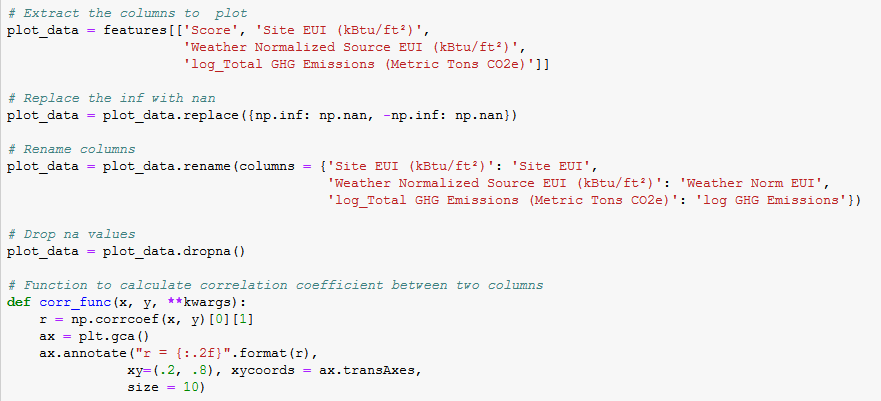 # Extract the columns to  plot
plot_data = features[['Score', 'Site EUI (kBtu/ft²)',
                      'Weather Normalized Source EUI (kBtu/ft²)',
                      'log_Total GHG Emissions (Metric Tons CO2e)']]

# Replace the inf with nan
plot_data = plot_data.replace({np.inf: np.nan, -np.inf: np.nan})

# Rename columns
plot_data = plot_data.rename(columns = {'Site EUI (kBtu/ft²)': 'Site EUI',
                                        'Weather Normalized Source EUI (kBtu/ft²)': 'Weather Norm EUI',
                                        'log_Total GHG Emissions (Metric Tons CO2e)': 'log GHG Emissions'})

# Drop na values
plot_data = plot_data.dropna()

# Function to calculate correlation coefficient between two columns
def corr_func(x, y, **kwargs):
    r = np.corrcoef(x, y)[0][1]
    ax = plt.gca()
    ax.annotate("r = {:.2f}".format(r),
                xy=(.2, .8), xycoords = ax.transAxes,
                size = 10)